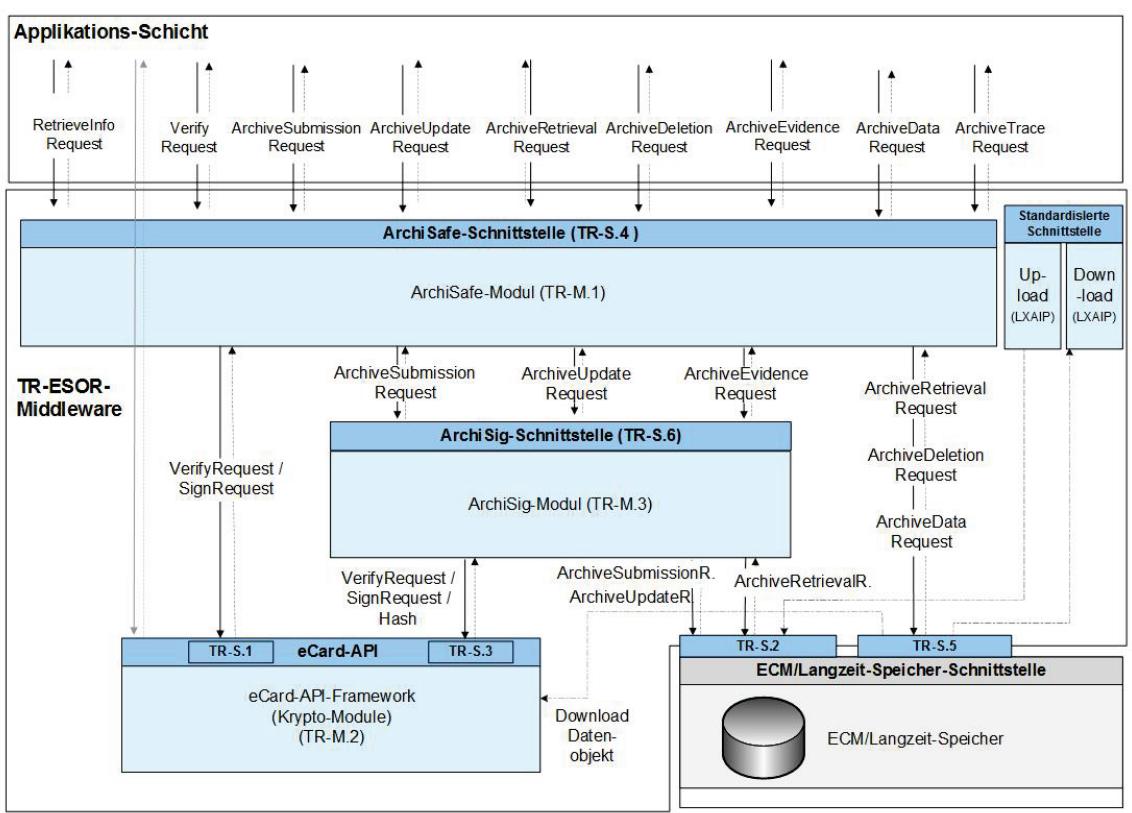 Applikations-Schicht
RetrieveInfo
Request
Verify
Request
ArchiveSubmission
Request
ArchiveUpdate
Request
ArchiveRetrieval
Request
ArchiveDeletion
Request
ArchiveEvidence
Request
ArchiveData
Request
ArchiveTrace
Request
ArchiSafe-Schnittstelle (TR-S.4 )
ArchiSafe-Modul (TR-M.1)
Standardisierte
Schnittstelle
Up-
load
(LXAIP)
Down
-load
(LXAIP)
TR-ESOR-
Middleware
VerifyRequest /
SignRequest
ArchiveSubmission
Request
ArchiveUpdate
Request
ArchiveEvidence
Request
ArchiveRetrieval
Request
ArchiveDeletion
Request
ArchiveData
Request
ArchiSig-Schnittstelle (TR-S.6)
ArchiSig-Modul (TR-M.3)
VerifyRequest /
SignRequest /
Hash
ArchiveSubmissionR.
ArchiveUpdateR.
ArchiveRetrievalR.
TR-S.1
eCard-API
TR-S.3
eCard-API-Framework
(Krypto-Module)
(TR-M.2)
Download
Daten-
objekt
TR-S.2
TR-S.5
ECM/Langzeit-Speicher-Schnittstelle
ECM/Langzeit-Speicher